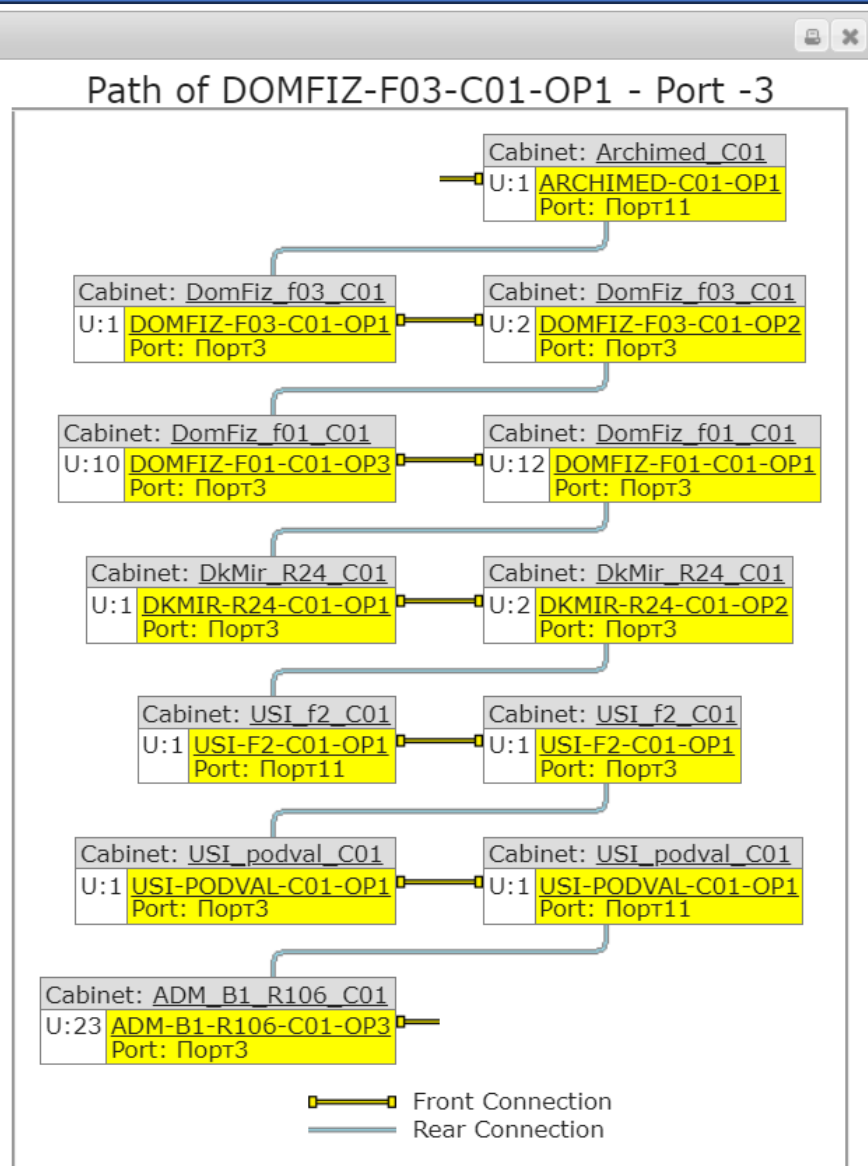 Path of DOMFIZ-F03-C01-OP1 - Port -3
Cabinet: Archimed_C01
U:1 ARCHIMED-C01-OP1
Port: Порт11
Cabinet: DomFiz_f03_C01
U:1 DOMFIZ-F03-C01-OP1
Port: Порт3
Cabinet: DomFiz_f03_C01
U:2 DOMFIZ-F03-C01-OP2
Port: Порт3
Cabinet: DomFiz_f01_C01
U:10 DOMFIZ-F01-C01-OP3
Port: Порт3
Cabinet: DomFiz_f01_C01
U:12 DOMFIZ-F01-C01-OP1
Port: Порт3
Cabinet: DkMir_R24_C01
U:1 DKMIR-R24-C01-OP1
Port: Порт3
Cabinet: DkMir_R24_C01
U:2 DKMIR-R24-C01-OP2
Port: Порт3
Cabinet: USI_f2_C01
U:1 USI-F2-C01-OP1
Port: Порт11
Cabinet: USI_f2_C01
U:1 USI-F2-C01-OP1
Port: Порт3
Cabinet: USI_podval_C01
U:1 USI-PODVAL-C01-OP1
Port: Порт3
Cabinet: USI_podval_C01
U:1 USI-PODVAL-C01-OP1
Port: Порт11
Cabinet: ADM_B1_R106_C01
U:23 ADM-B1-R106-C01-OP3
Port: Порт3
Front Connection
Rear Connection